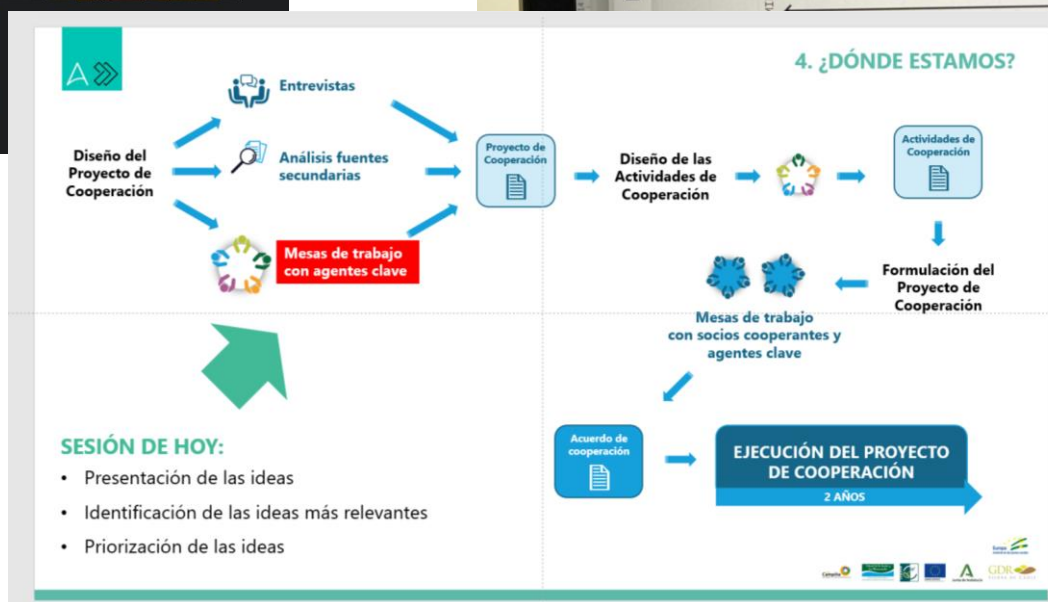 4. ¿DÓNDE ESTAMOS?
Entrevistas
Diseño del
Proyecto de
Cooperación
Análisis fuentes
secundarias
Mesas de trabajo
con agentes clave
Proyecto de
Cooperación
Diseño de las
Actividades de
Cooperación
Actividades de
Cooperación
Formulación del
Proyecto de
Cooperación
Mesas de trabajo
con socios cooperantes y
agentes clave
Acuerdo de
cooperación
EJECUCIÓN DEL PROYECTO
DE COOPERACIÓN
2 AÑOS
SESIÓN DE HOY:
• Presentación de las ideas
• Identificación de las ideas más relevantes
• Priorización de las ideas
Europa
A
GDR